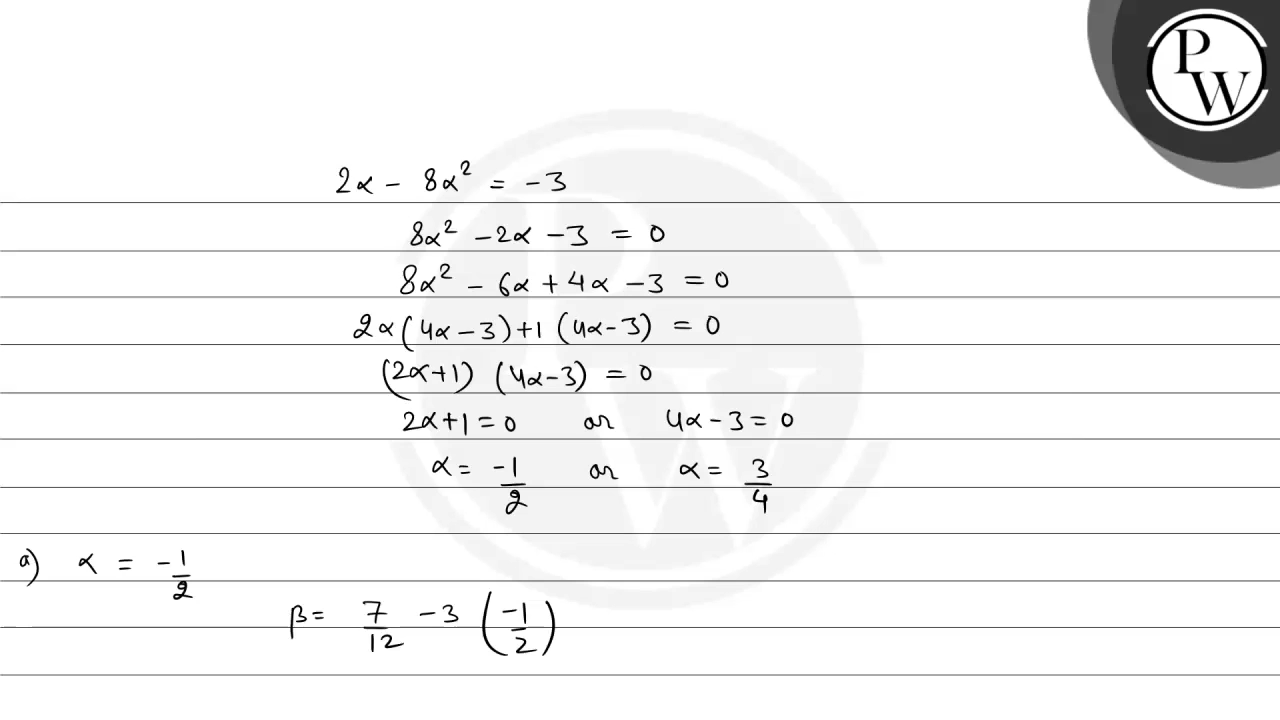 PW
2α - 8α² = -3
8α² - 2α - 3 = 0
8α² - 6α + 4α - 3 = 0
2α(4α - 3) + 1 (4α - 3) = 0
(2α+1) (4α-3) = 0
2α+1 = 0 or 4α - 3 = 0
α = -1/2 or α = 3/4
a) α = -1/2
β = 7/12 - 3 (-1/2)